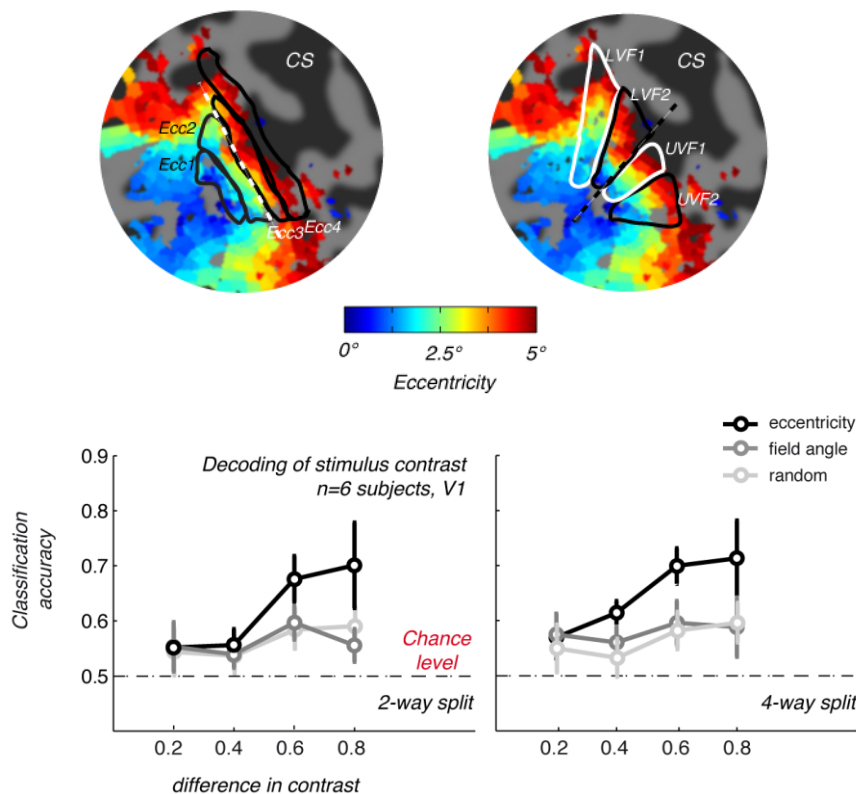 CS
Ecc2
Ecc1
Ecc3
Ecc4
CS
LVF1
LVF2
UVF1
UVF2
0° 2.5° 5°
Eccentricity
eccentricity
field angle
random
Classification
accuracy
0.9
0.8
0.7
0.6
0.5
Decoding of stimulus contrast
n=6 subjects, V1
Chance
level
2-way split
4-way split
0.2 0.4 0.6 0.8
0.2 0.4 0.6 0.8
difference in contrast